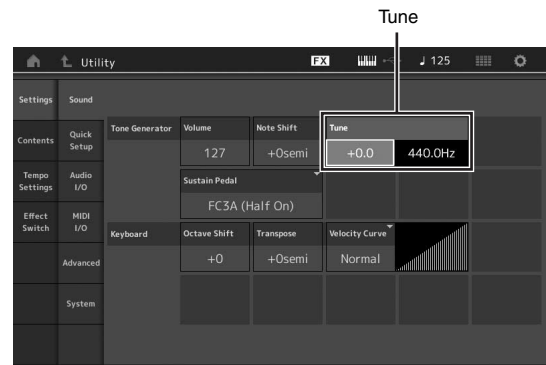 Tune
Utility FX 125
Settings Sound
Tone Generator Volume Note Shift Tune
Contents Quick Setup
127 +0semi +0.0 440.0Hz
Tempo Settings Audio I/O
Sustain Pedal
FC3A (Half On)
Effect Switch MIDI I/O
Keyboard Octave Shift Transpose Velocity Curve
Advanced +0 +0semi Normal
System